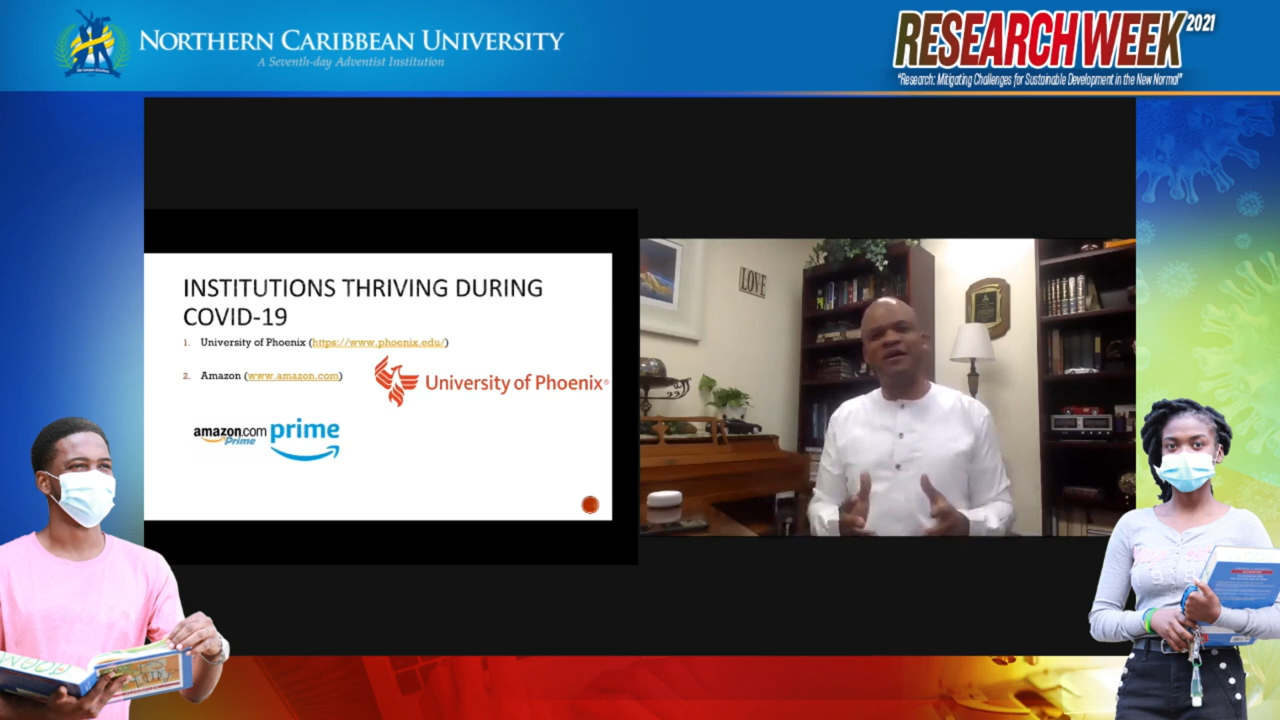 NORTHERN CARIBBEAN UNIVERSITY
A Seventh-day Adventist Institution
RESEARCH WEEK 2021
"Research: Mitigating Challenges for Sustainable Development in the New Normal"
INSTITUTIONS THRIVING DURING
COVID-19
1. University of Phoenix (https://www.phoenix.edu/)
2. Amazon (www.amazon.com)
University of Phoenix®
amazon.com
Prime
prime
LOVE